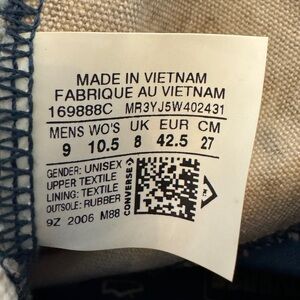 MADE IN VIETNAM
FABRIQUE AU VIETNAM
169888C MR3YJ5W402431
MENS WO'S UK EUR CM
9 10.5 8 42.5 27
GENDER: UNISEX
UPPER TEXTILE
LINING: TEXTILE
OUTSOLE: RUBBER
9Z 2006 M88
CONVERSE